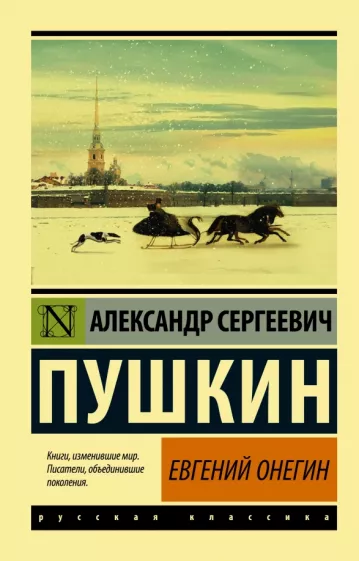 N
АЛЕКСАНДР СЕРГЕЕВИЧ
ПУШКИН
Книги, изменившие мир.
Писатели, объединившие
поколения.
ЕВГЕНИЙ ОНЕГИН
русская классика